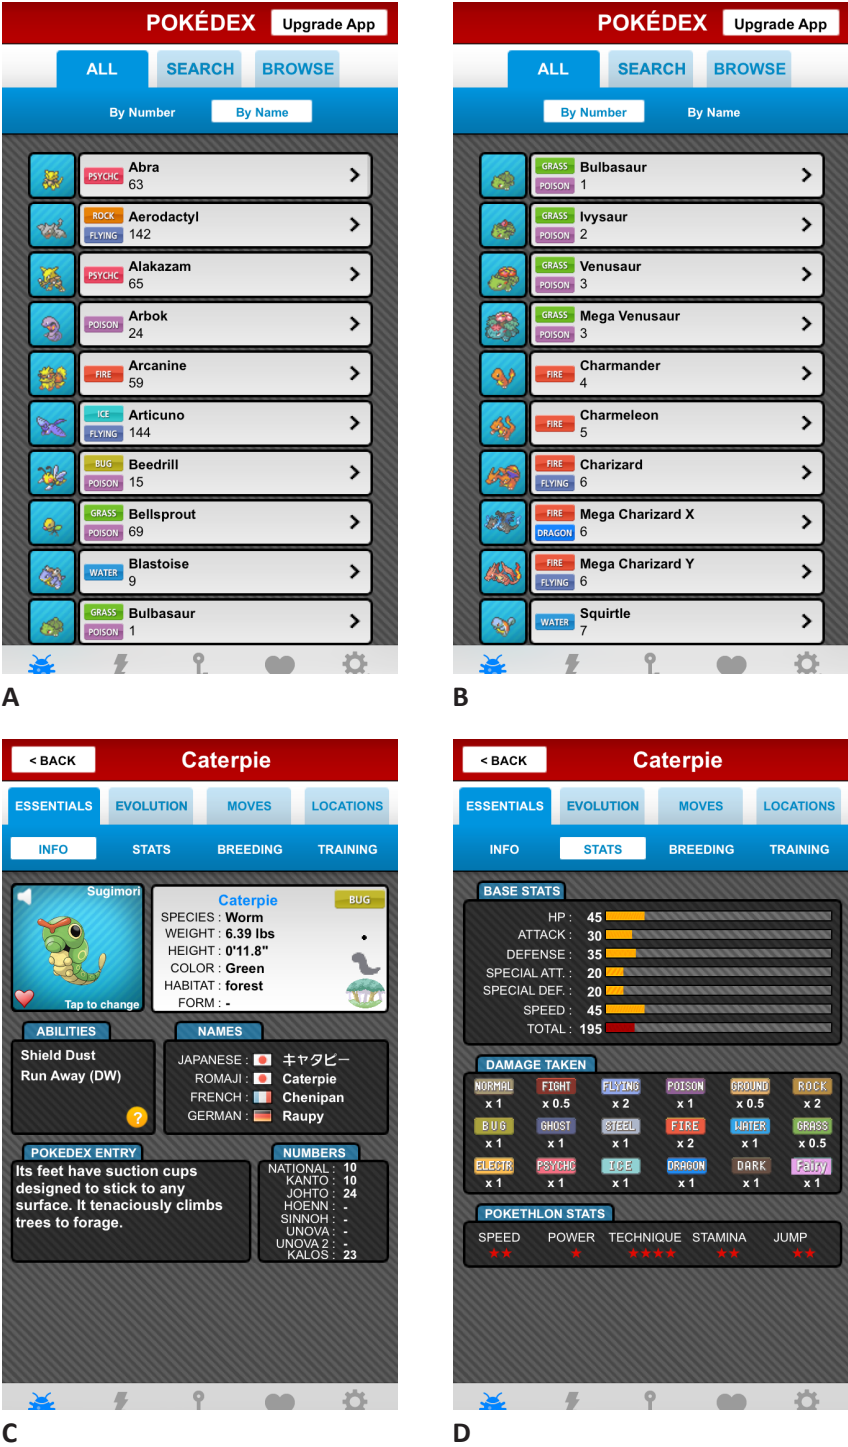 POKÉDEX Upgrade App
ALL SEARCH BROWSE
By Number By Name
PSYCHC Abra
63
ROCK Aerodactyl
FLYING 142
PSYCHC Alakazam
65
POISON Arbok
24
FIRE Arcanine
59
ICE Articuno
FLYING 144
BUG Beedrill
POISON 15
GRASS Bellsprout
POISON 69
WATER Blastoise
9
GRASS Bulbasaur
POISON 1
A
POKÉDEX Upgrade App
ALL SEARCH BROWSE
By Number By Name
GRASS Bulbasaur
POISON 1
GRASS Ivysaur
POISON 2
GRASS Venusaur
POISON 3
GRASS Mega Venusaur
POISON 3
FIRE Charmander
4
FIRE Charmeleon
5
FIRE Charizard
FLYING 6
FIRE Mega Charizard X
DRAGON 6
FIRE Mega Charizard Y
FLYING 6
WATER Squirtle
7
B
< BACK Caterpie
ESSENTIALS EVOLUTION MOVES LOCATIONS
INFO STATS BREEDING TRAINING
Sugimori
Tap to change
Caterpie BUG
SPECIES : Worm
WEIGHT : 6.39 lbs
HEIGHT : 0'11.8"
COLOR : Green
HABITAT : forest
FORM : -
ABILITIES
Shield Dust
Run Away (DW)
?
NAMES
JAPANESE : キャタピー
ROMAJI : Caterpie
FRENCH : Chenipan
GERMAN : Raupy
POKEDEX ENTRY
Its feet have suction cups
designed to stick to any
surface. It tenaciously climbs
trees to forage.
NUMBERS
NATIONAL : 10
KANTO : 10
JOHTO : 24
HOENN : -
SINNOH : -
UNOVA : -
UNOVA 2 : -
KALOS : 23
C
< BACK Caterpie
ESSENTIALS EVOLUTION MOVES LOCATIONS
INFO STATS BREEDING TRAINING
BASE STATS
HP : 45
ATTACK : 30
DEFENSE : 35
SPECIAL ATT. : 20
SPECIAL DEF. : 20
SPEED : 45
TOTAL : 195
DAMAGE TAKEN
NORMAL FIGHT FLYING POISON GROUND ROCK
x 1 x 0.5 x 2 x 1 x 0.5 x 2
BUG GHOST STEEL FIRE WATER GRASS
x 1 x 1 x 1 x 2 x 1 x 0.5
ELECTR PSYCHC ICE DRAGON DARK Fairy
x 1 x 1 x 1 x 1 x 1 x 1
POKETHLON STATS
SPEED POWER TECHNIQUE STAMINA JUMP
★★ ★ ★★★★ ★★ ★★
D